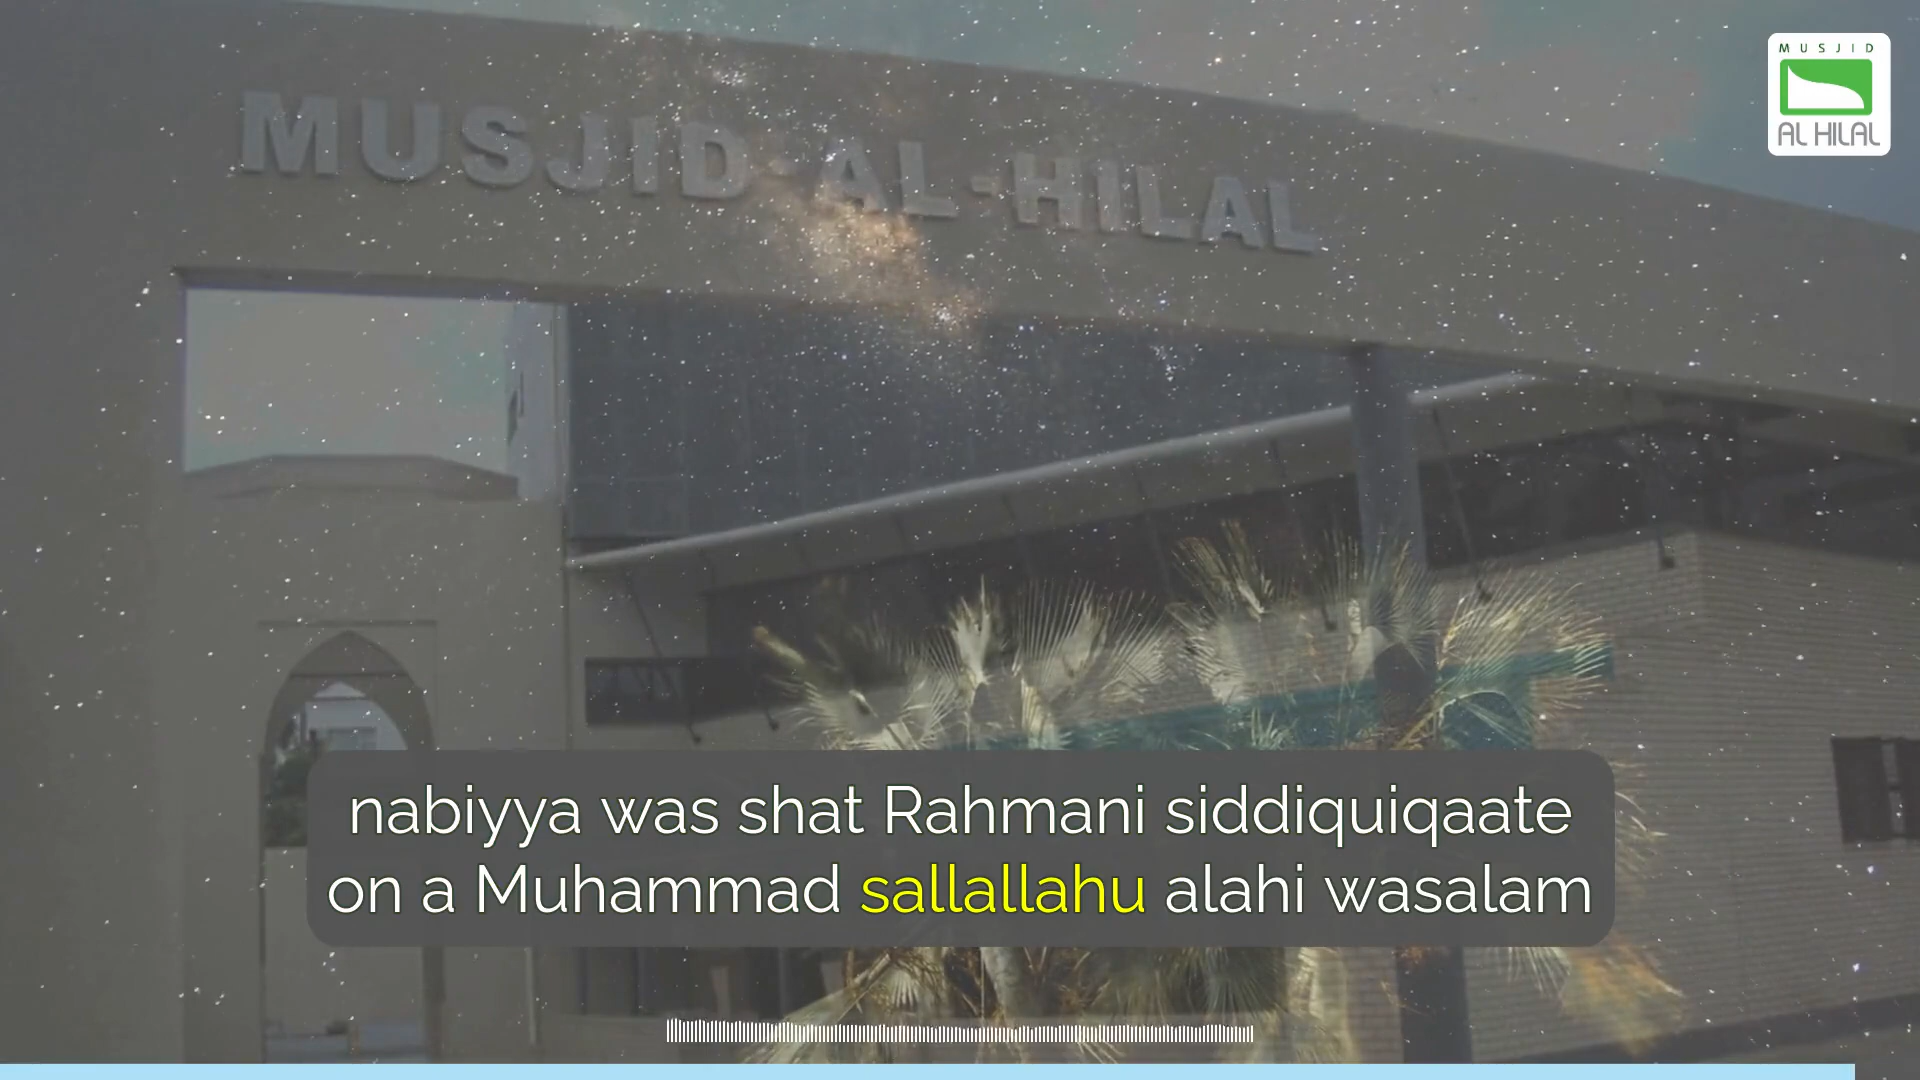 MUSJID-AL-HILAL
MUSJID
AL HILAL
nabiyya was shat Rahmani siddiquiqaate
on a Muhammad sallallahu alahi wasalam